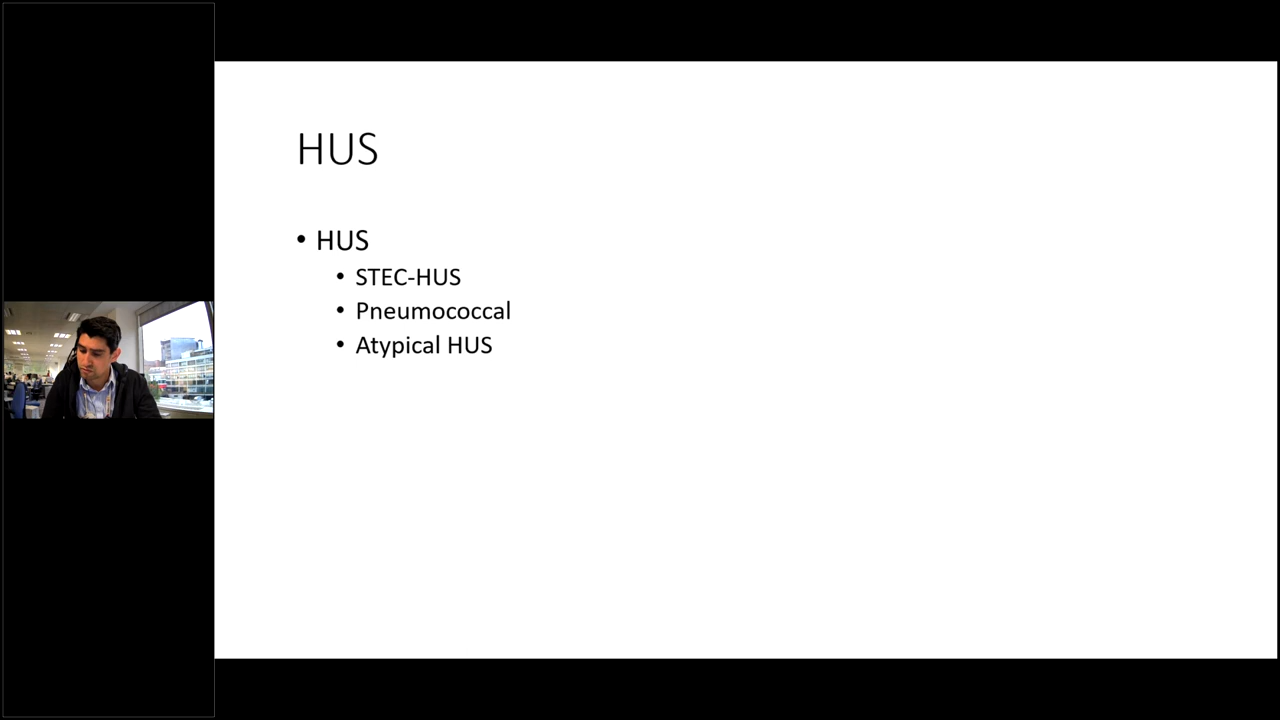 HUS
• HUS
• STEC-HUS
• Pneumococcal
• Atypical HUS